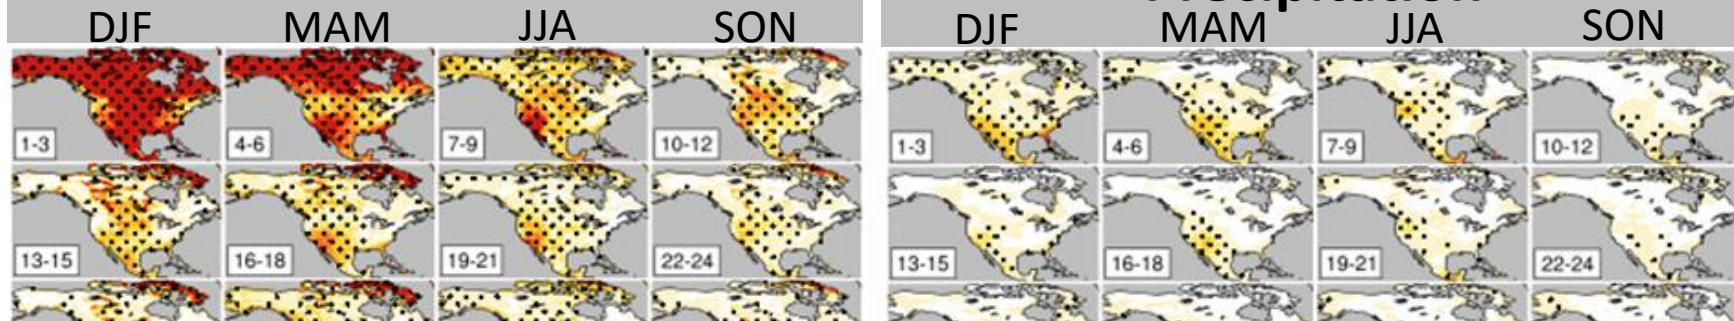 Precipitation
DJF MAM JJA SON DJF MAM JJA SON
1-3 4-6 7-9 10-12 1-3 4-6 7-9 10-12
13-15 16-18 19-21 22-24 13-15 16-18 19-21 22-24